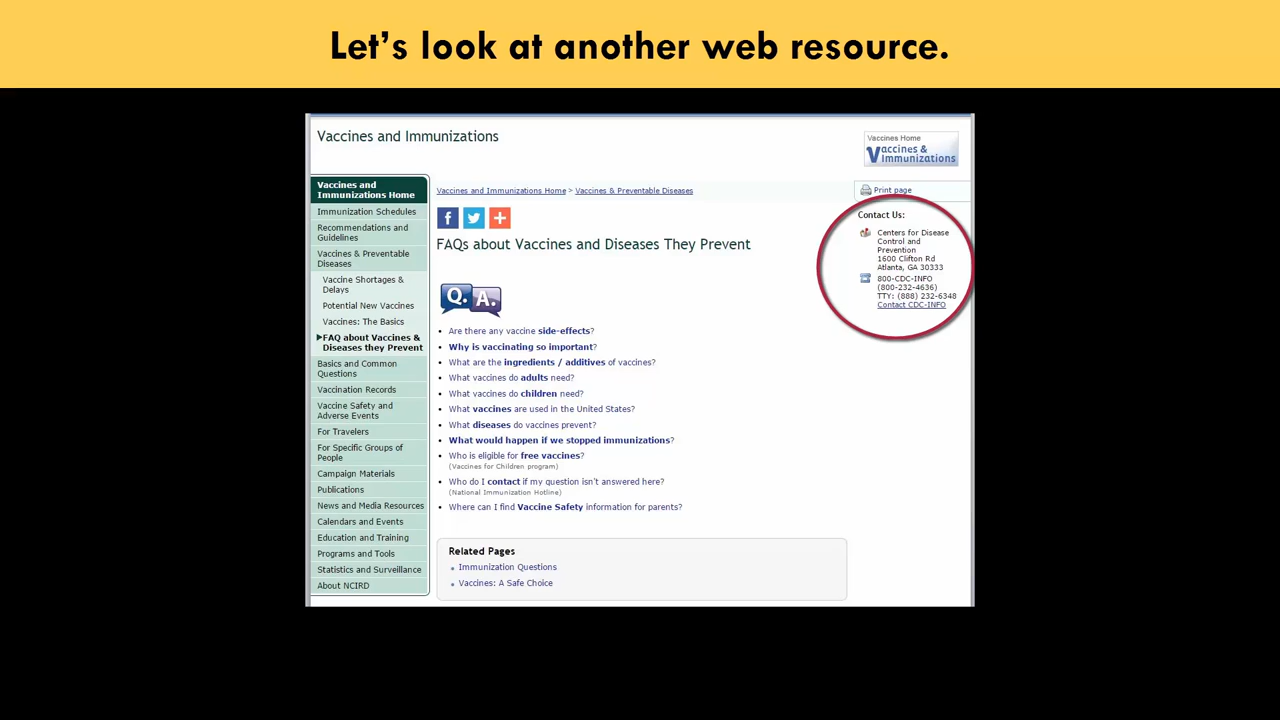 Let's look at another web resource.
Vaccines and Immunizations
Vaccines Home
Vaccines &
Immunizations
Vaccines and
Immunizations Home
Immunization Schedules
Recommendations and
Guidelines
Vaccines & Preventable
Diseases
Vaccine Shortages &
Delays
Potential New Vaccines
Vaccines: The Basics
FAQ about Vaccines &
Diseases they Prevent
Basics and Common
Questions
Vaccination Records
Vaccine Safety and
Adverse Events
For Travelers
For Specific Groups of
People
Campaign Materials
Publications
News and Media Resources
Calendars and Events
Education and Training
Programs and Tools
Statistics and Surveillance
About NCIRD
Vaccines and Immunizations Home > Vaccines & Preventable Diseases
FAQs about Vaccines and Diseases They Prevent
Q. A.
Are there any vaccine side-effects?
Why is vaccinating so important?
What are the ingredients / additives of vaccines?
What vaccines do adults need?
What vaccines do children need?
What vaccines are used in the United States?
What diseases do vaccines prevent?
What would happen if we stopped immunizations?
Who is eligible for free vaccines?
(Vaccines for Children program)
Who do I contact if my question isn't answered here?
(National Immunization Hotline)
Where can I find Vaccine Safety information for parents?
Related Pages
Immunization Questions
Vaccines: A Safe Choice
Print page
Contact Us:
Centers for Disease
Control and
Prevention
1600 Clifton Rd
Atlanta, GA 30333
800-CDC-INFO
(800-232-4636)
TTY: (888) 232-6348
Contact CDC-INFO